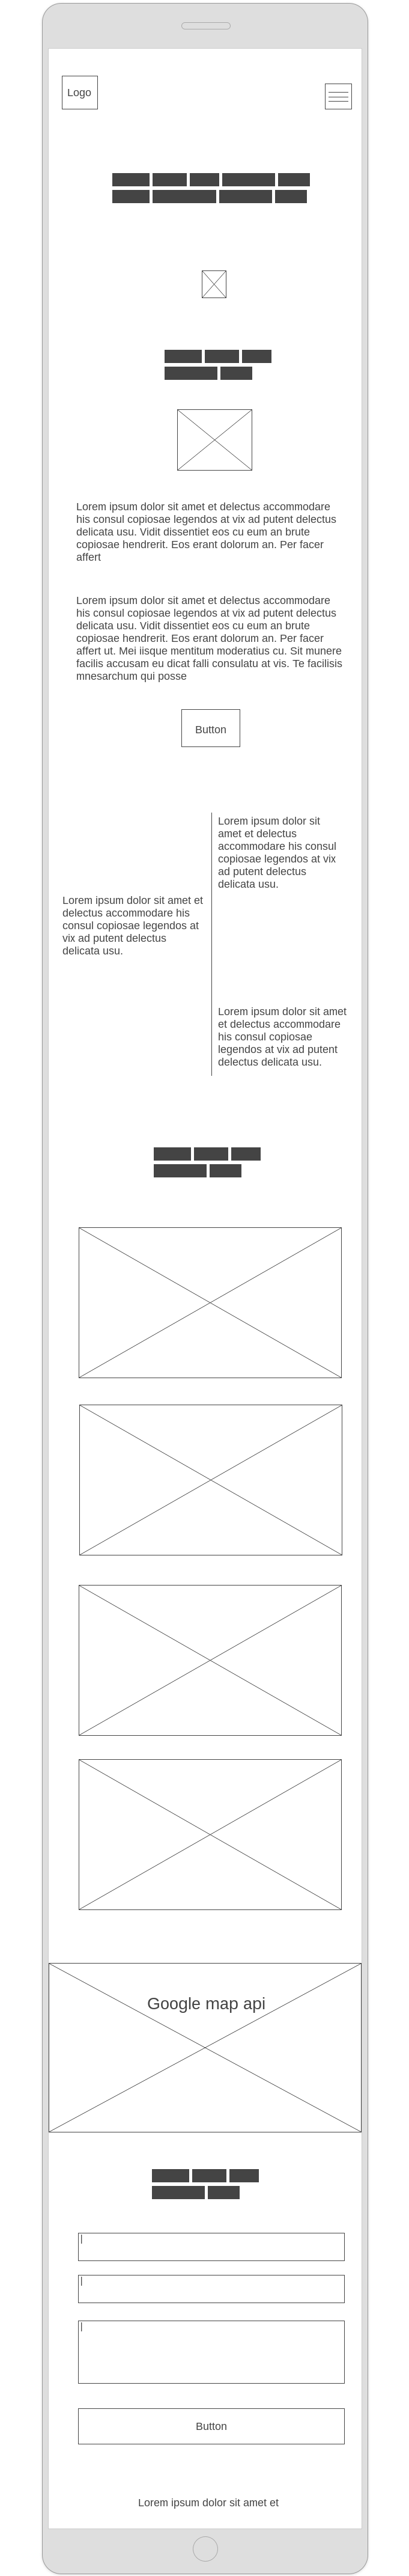 Logo
Lorem ipsum dolor sit amet et delectus accommodare
his consul copiosae legendos at vix ad putent delectus
delicata usu. Vidit dissentiet eos cu eum an brute
copiosae hendrerit. Eos erant dolorum an. Per facer
affert
Lorem ipsum dolor sit amet et delectus accommodare
his consul copiosae legendos at vix ad putent delectus
delicata usu. Vidit dissentiet eos cu eum an brute
copiosae hendrerit. Eos erant dolorum an. Per facer
affert ut. Mei iisque mentitum moderatius cu. Sit munere
facilis accusam eu dicat falli consulatu at vis. Te facilisis
mnesarchum qui posse
Button
Lorem ipsum dolor sit
amet et delectus
accommodare his consul
copiosae legendos at vix
ad putent delectus
delicata usu.
Lorem ipsum dolor sit amet et
delectus accommodare his
consul copiosae legendos at
vix ad putent delectus
delicata usu.
Lorem ipsum dolor sit amet
et delectus accommodare
his consul copiosae
legendos at vix ad putent
delectus delicata usu.
Google map api
Button
Lorem ipsum dolor sit amet et